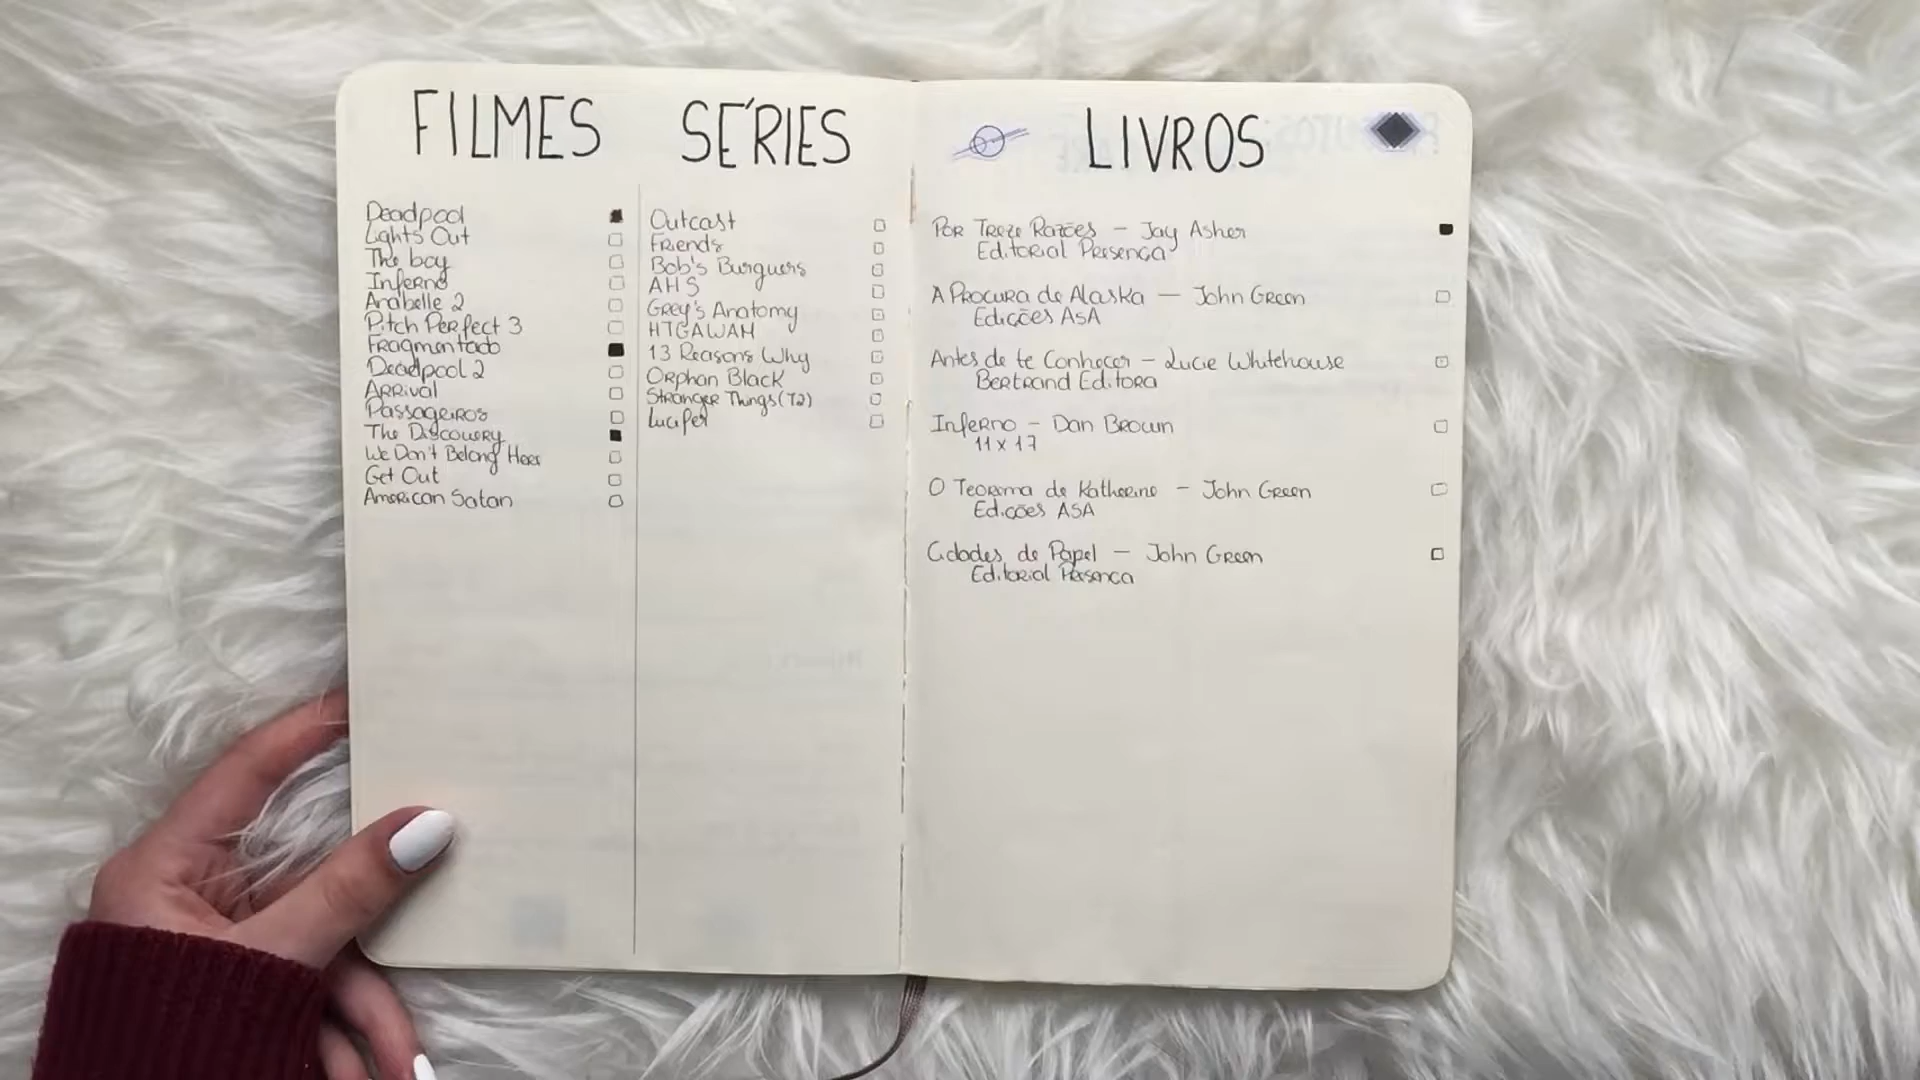 FILMES
Deadpool
Lights Out
The boy
Inferno
Anabelle 2
Pitch Perfect 3
Fragmentado
Deadpool 2
Arrival
Passageiros
The Discovery
We Don't Belong Here
Get Out
American Satan
SÉRIES
Outcast
Friends
Bob's Burguers
AHS
Grey's Anatomy
HTGAWAM
13 Reasons Why
Orphan Black
Stranger Things (T2)
Lucifer
LIVROS
Por Treze Razões — Jay Asher
Editorial Presença
A Procura de Alaska — John Green
Edições ASA
Antes de te Conhecer — Lucie Whitehouse
Bertrand Editora
Inferno — Dan Brown
11 x 17
O Teorema de Katherine — John Green
Edições ASA
Cidades de Papel — John Green
Editorial Presença